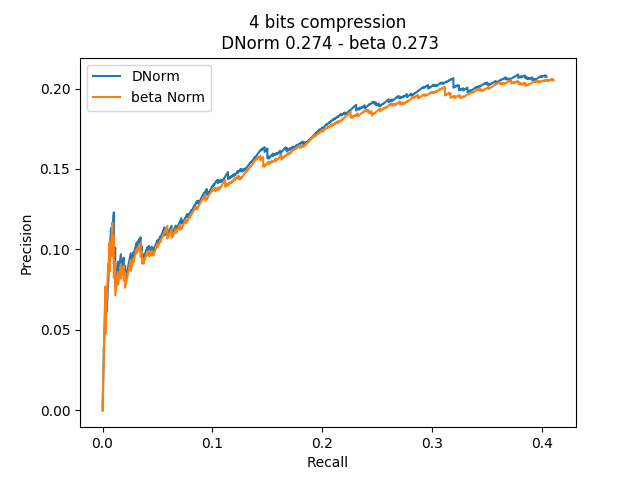 4 bits compression
DNorm 0.274 - beta 0.273
DNorm
beta Norm
0.20
0.15
0.10
0.05
0.00
Precision
0.0 0.1 0.2 0.3 0.4
Recall